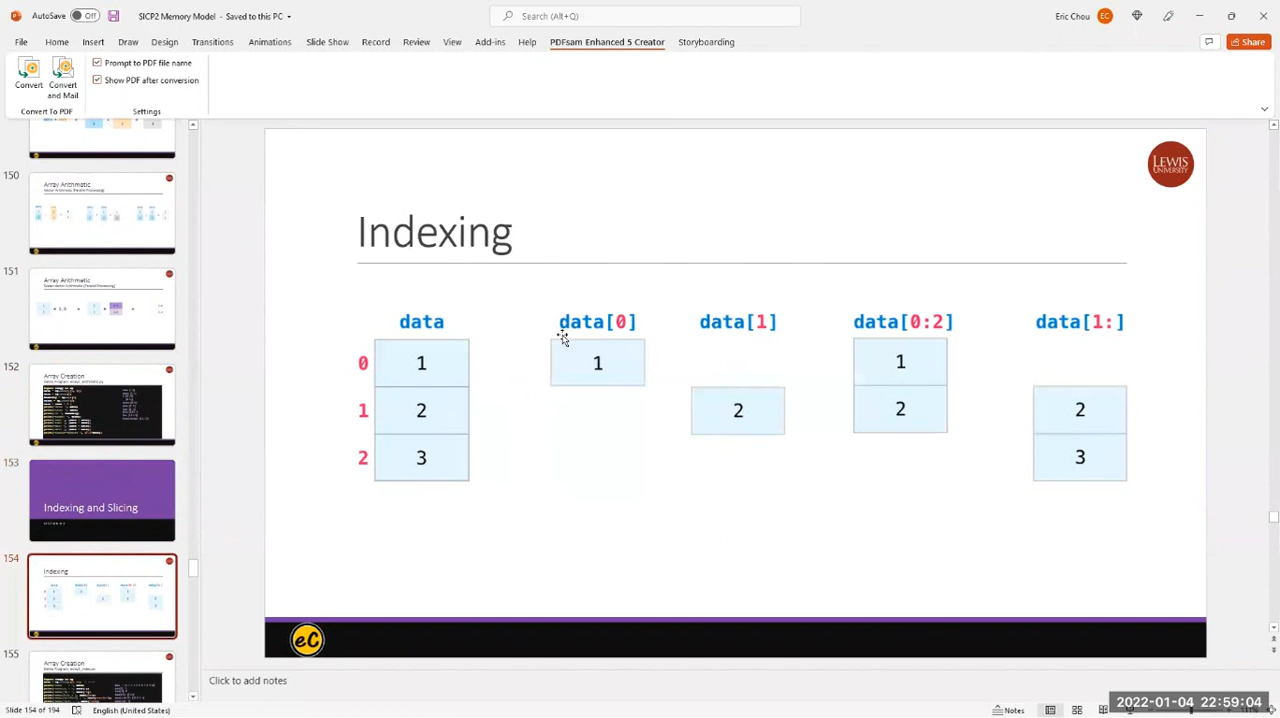 AutoSave Off SICP2 Memory Model - Saved to this PC Search (Alt+Q) Eric Chou EC
File Home Insert Draw Design Transitions Animations Slide Show Record Review View Add-ins Help PDFsam Enhanced 5 Creator Storyboarding Share
Convert
Convert and Mail
Prompt to PDF file name
Show PDF after conversion
Convert To PDF Settings
150
Array Arithmetic
151
Array Arithmetic
152
Array Creation
153
Indexing and Slicing
154
Indexing
155
Array Creation
LEWIS
UNIVERSITY
Indexing
data data[0] data[1] data[0:2] data[1:]
0 1 1 1
1 2 2 2 2
2 3 3
eC
Click to add notes
2022-01-04 22:59:04
Slide 154 of 194 English (United States) Notes